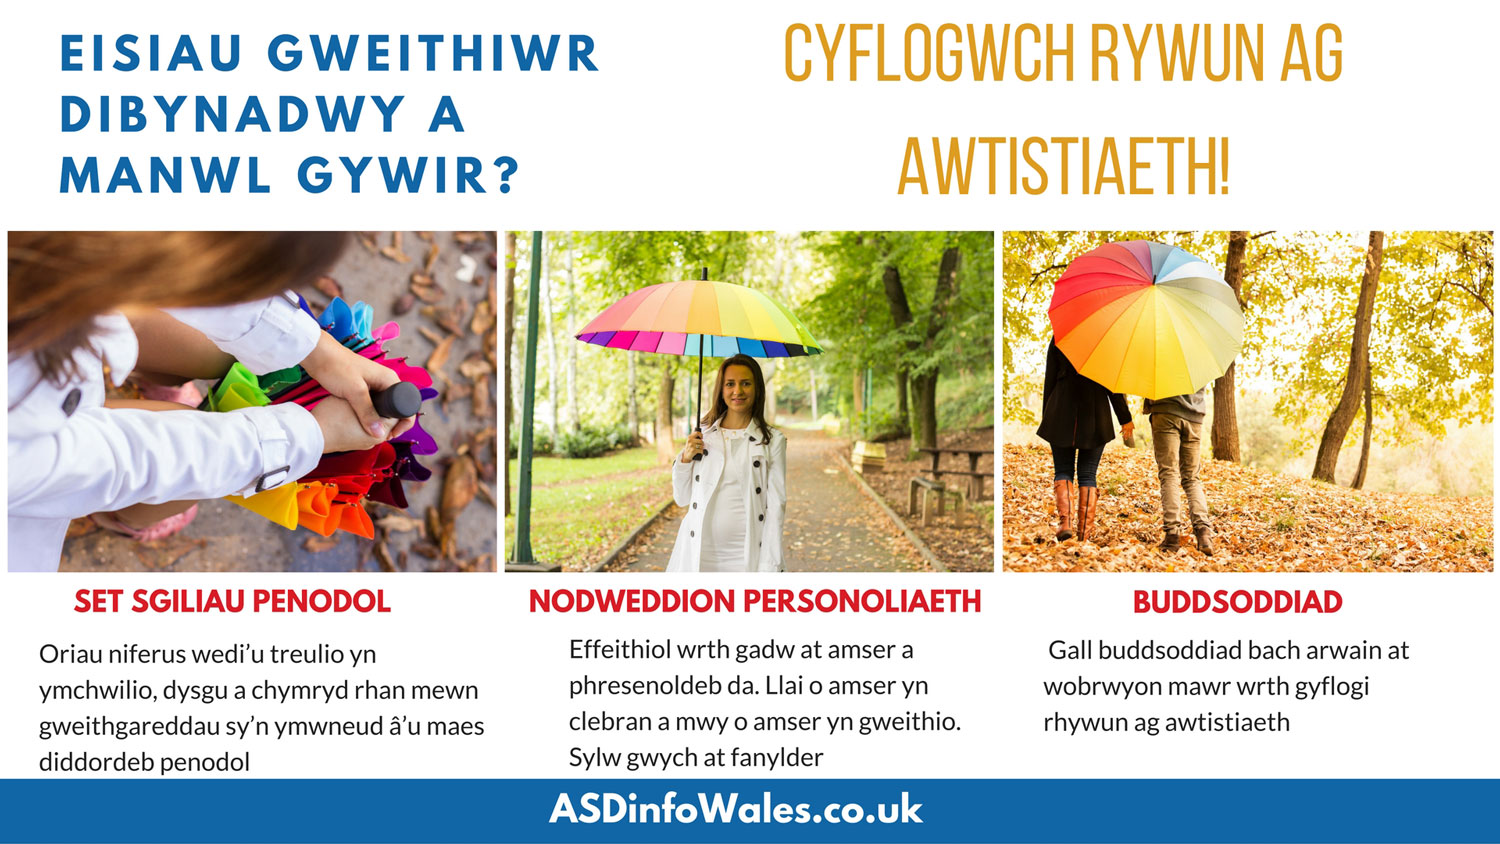 EISIAU GWEITHIWR
DIBYNADWY A
MANWL GYWIR?
CYFLOGWCH RYWUN AG
AWTISTIAETH!
SET SGILIAU PENODOL
Oriau niferus wedi’u treulio yn
ymchwilio, dysgu a chymryd rhan mewn
gweithgareddau sy’n ymwneud â’u maes
diddordeb penodol
NODWEDDION PERSONOLIAETH
Effeithiol wrth gadw at amser a
phresenoldeb da. Llai o amser yn
clebran a mwy o amser yn gweithio.
Sylw gwych at fanylder
BUDDSODDIAD
Gall buddsoddiad bach arwain at
wobrwyon mawr wrth gyflogi
rhywun ag awtistiaeth
ASDinfoWales.co.uk